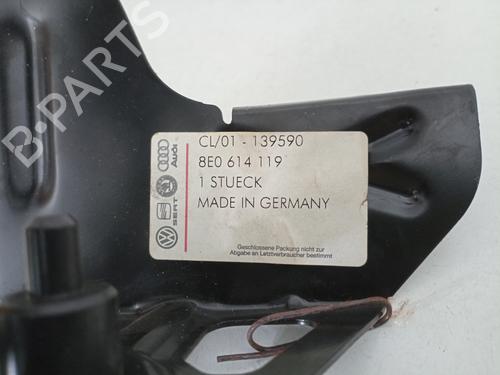 B-PARTS
CL/01 - 139590
8E0 614 119
1 STUECK
MADE IN GERMANY
Audi
SEAT
Geschlossene Packung nicht zur
Abgabe an Letztverbraucher bestimmt